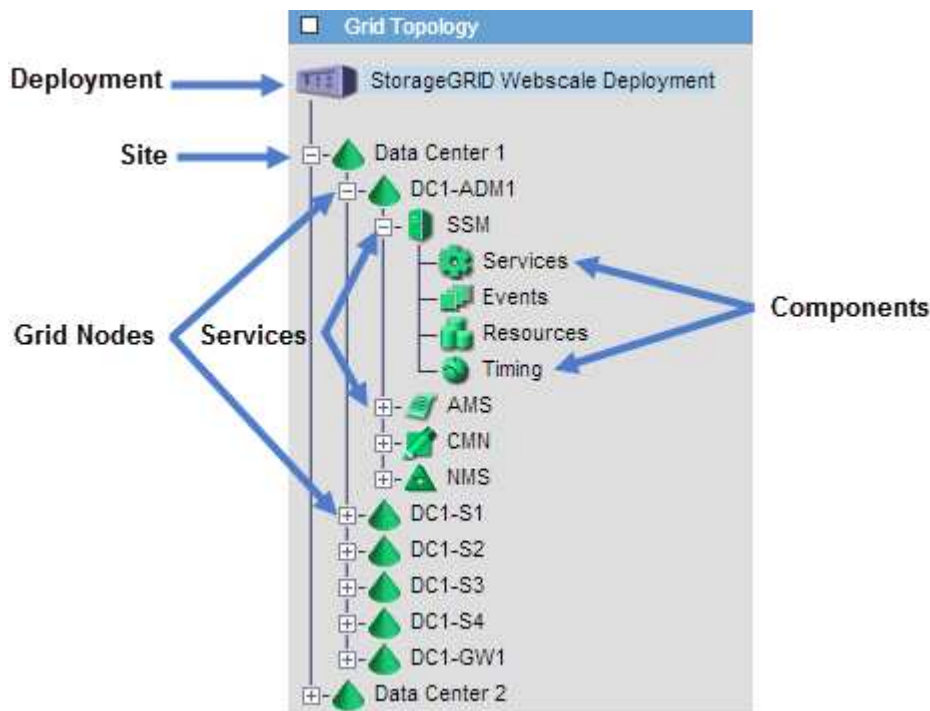 Grid Topology
Deployment
StorageGRID Webscale Deployment
Site
Data Center 1
DC1-ADM1
SSM
Services
Events
Components
Grid Nodes
Services
Resources
Timing
AMS
CMN
NMS
DC1-S1
DC1-S2
DC1-S3
DC1-S4
DC1-GW1
Data Center 2